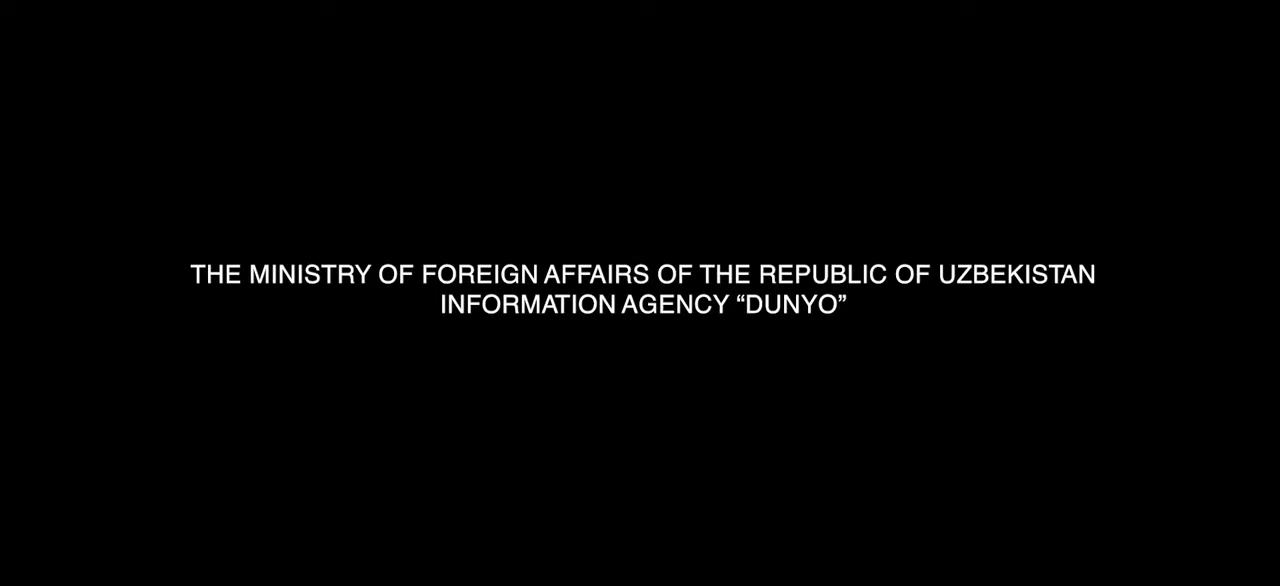 THE MINISTRY OF FOREIGN AFFAIRS OF THE REPUBLIC OF UZBEKISTAN
INFORMATION AGENCY “DUNYO”